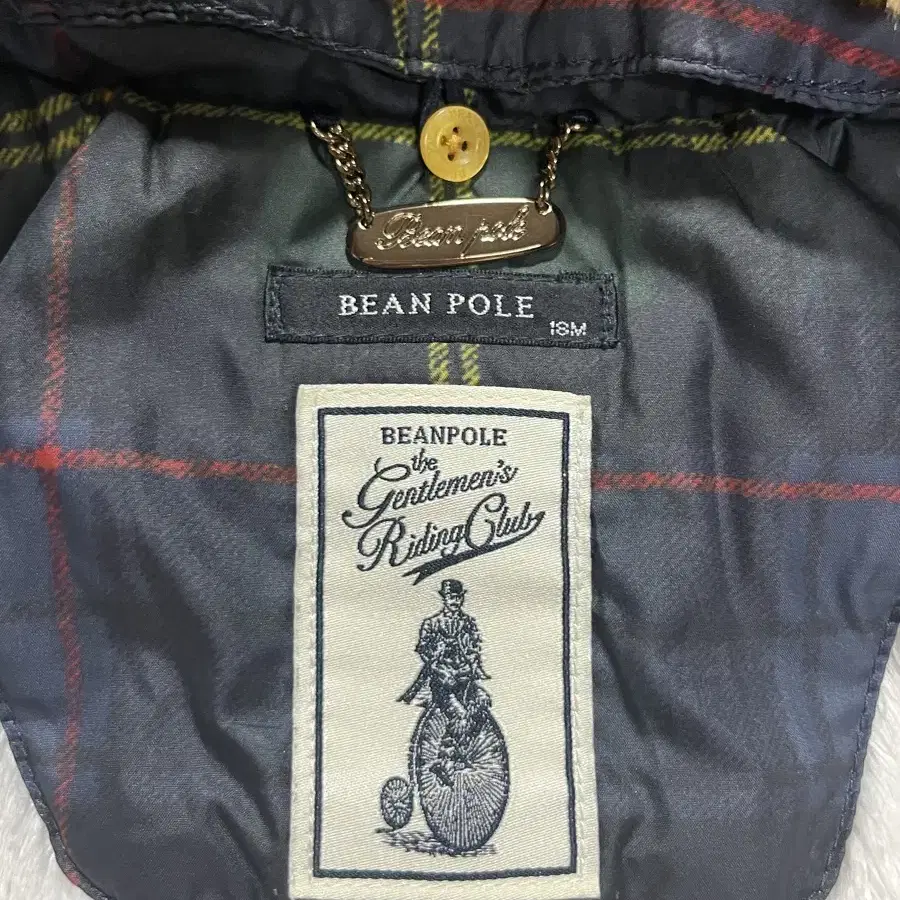 Bean pole
BEAN POLE
18M
BEANPOLE
the
Gentlemen's
Riding Club